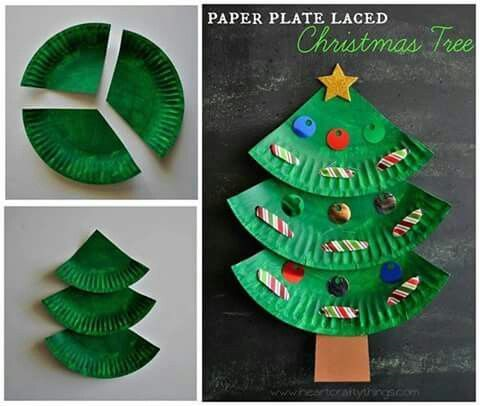 PAPER PLATE LACED
Christmas Tree
www.iheartcraftythings.com